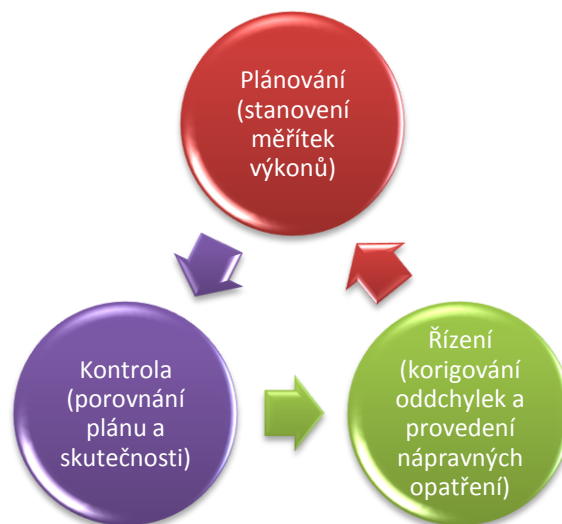 Plánování
(stanovení
měřítek
výkonů)
Kontrola
(porovnání
plánu a
skutečnosti)
Řízení
(korigování
oddchylek a
provedení
nápravných
opatření)